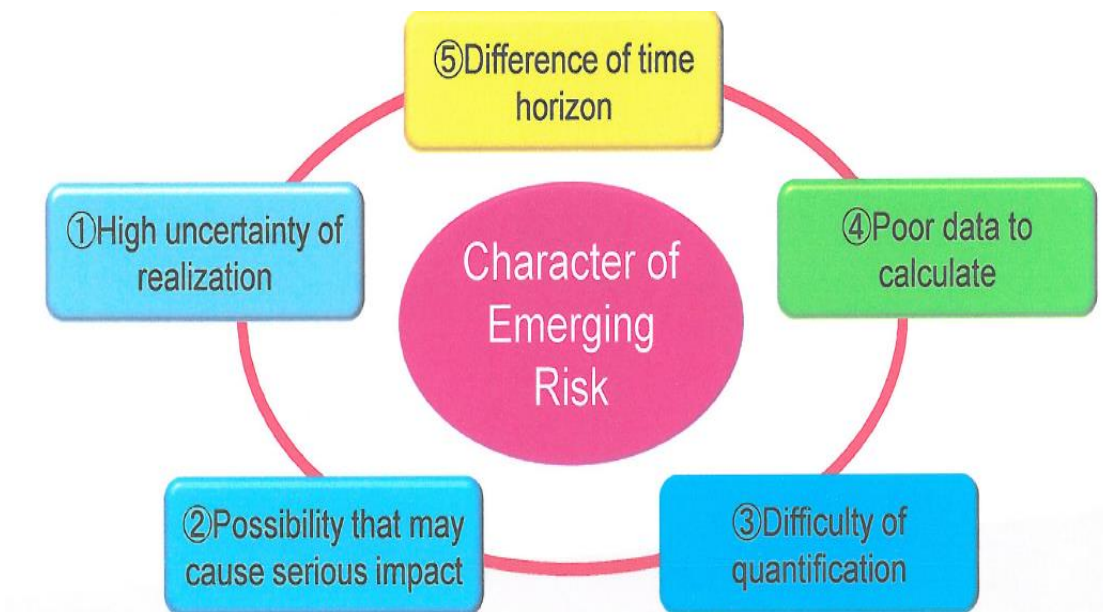 ⑤Difference of time
horizon
①High uncertainty of
realization
Character of
Emerging
Risk
④Poor data to
calculate
②Possibility that may
cause serious impact
③Difficulty of
quantification